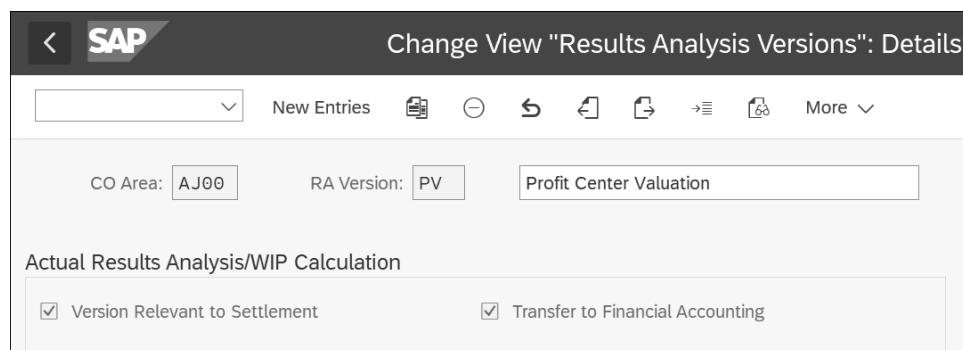 SAP Change View "Results Analysis Versions": Details
New Entries More
CO Area: AJ00 RA Version: PV Profit Center Valuation
Actual Results Analysis/WIP Calculation
Version Relevant to Settlement Transfer to Financial Accounting